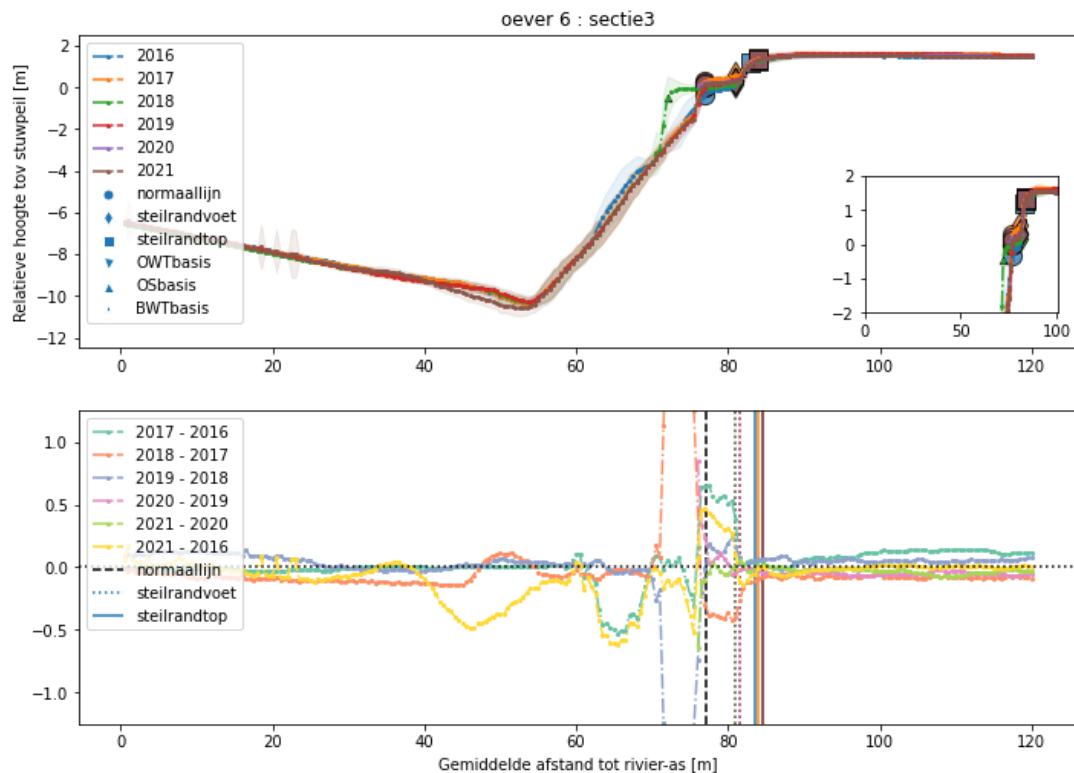 oever 6 : sectie3
Relatieve hoogte tov stuwpeil [m]
2
0
−2
−4
−6
−8
−10
−12
2016
2017
2018
2019
2020
2021
normaallijn
steilrandvoet
steilrandtop
OWTbasis
OSbasis
BWTbasis
2
1
0
−1
−2
0
50
100
0
20
40
60
80
100
120
1.0
0.5
0.0
−0.5
−1.0
2017 - 2016
2018 - 2017
2019 - 2018
2020 - 2019
2021 - 2020
2021 - 2016
normaallijn
steilrandvoet
steilrandtop
0
20
40
60
80
100
120
Gemiddelde afstand tot rivier-as [m]